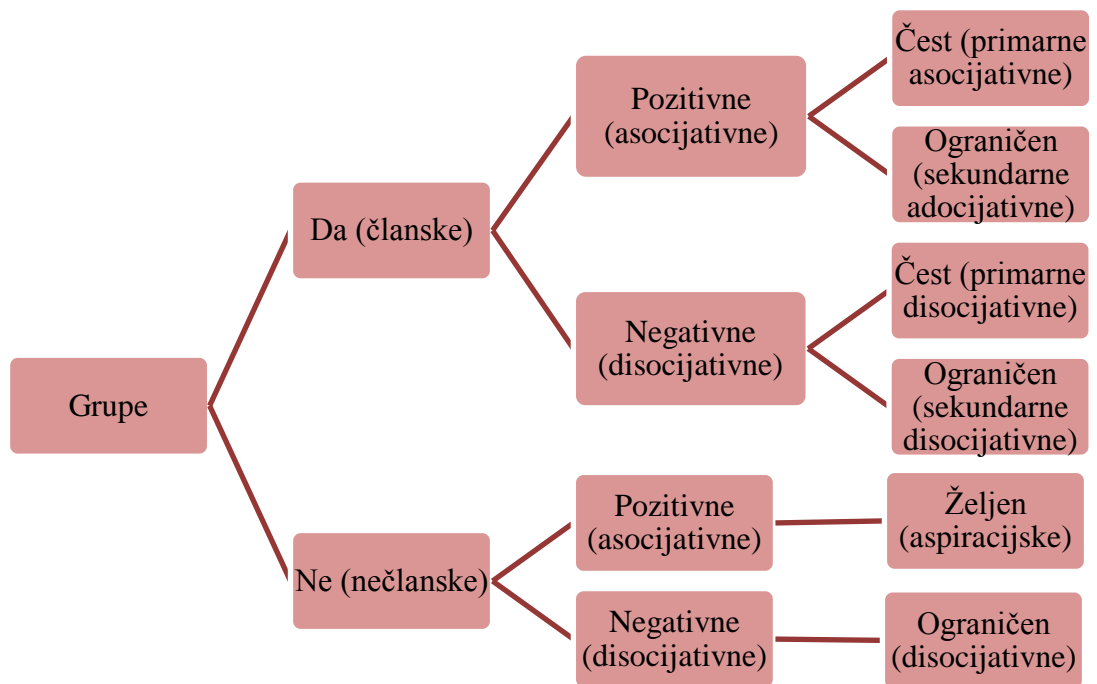 Čest (primarne
asocijativne)
Pozitivne
(asocijativne)
Ograničen
(sekundarne
adocijativne)
Da (članske)
Čest (primarne
disocijativne)
Negativne
(disocijativne)
Ograničen
(sekundarne
disocijativne)
Grupe
Pozitivne
(asocijativne)
Željen
(aspiracijske)
Ne (nečlanske)
Negativne
(disocijativne)
Ograničen
(disocijativne)